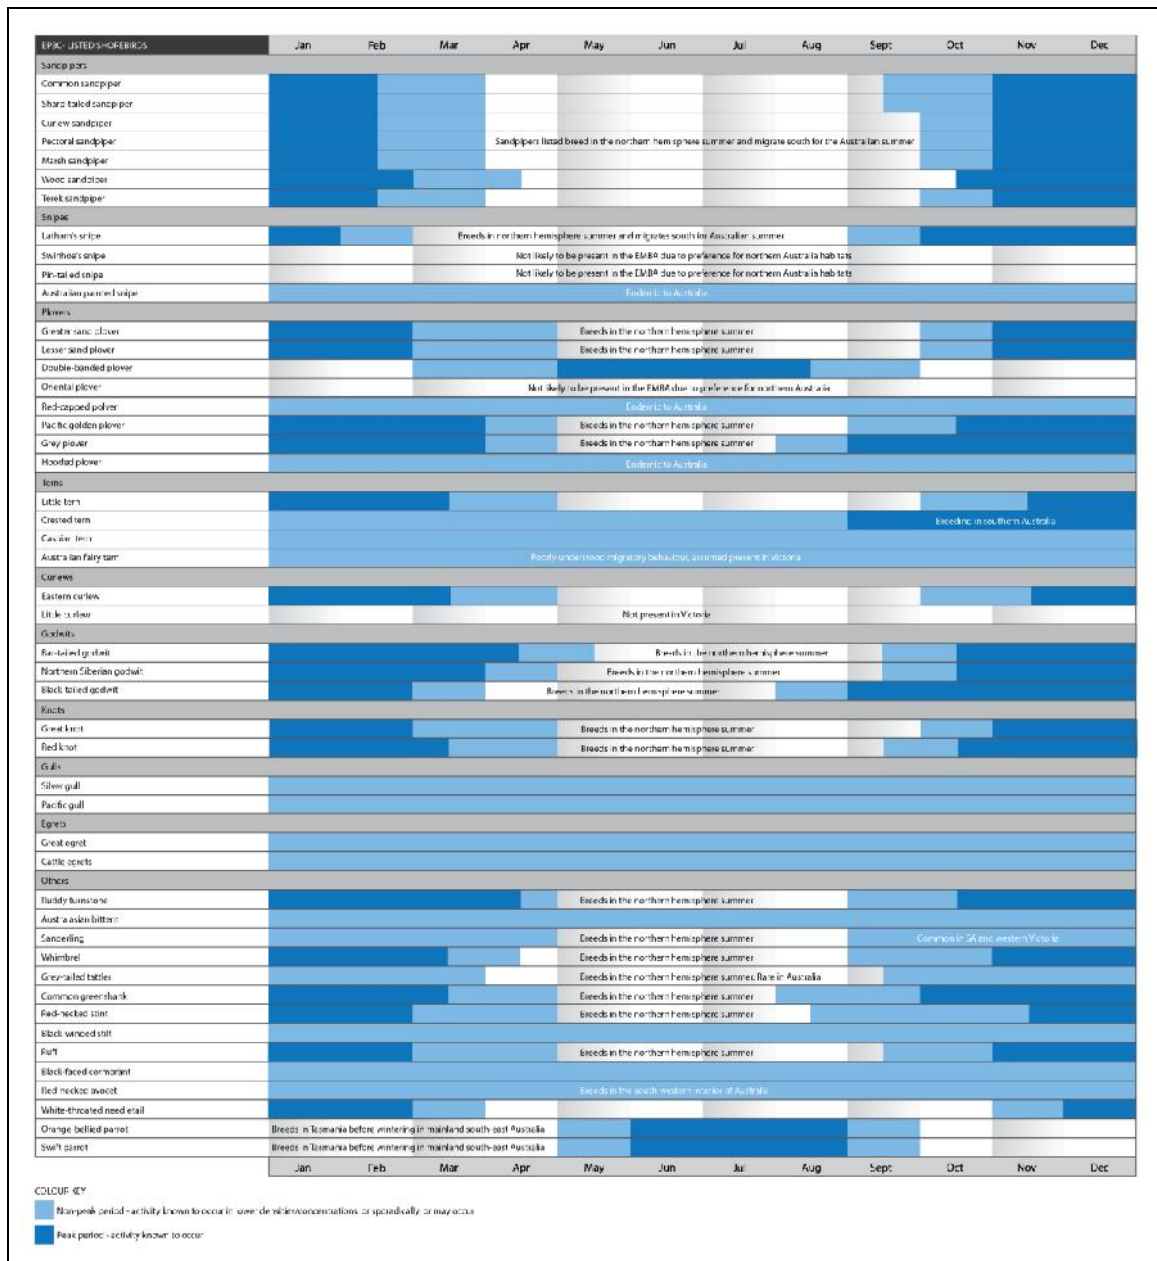 EPBC- LISTED SHOREBIRDS Jan Feb Mar Apr May Jun Jul Aug Sept Oct Nov Dec
Sandpipers
Common sandpiper
Sharp-tailed sandpiper
Curlew sandpiper
Pectoral sandpiper Sandpipers listed breed in the northern hemisphere summer and migrate south for the Australian summer
Marsh sandpiper
Wood sandpiper
Terek sandpiper
Snipes
Latham's snipe Breeds in northern hemisphere summer and migrates south for Australian summer
Swinhoe's snipe Not likely to be present in the EMBA due to preference for northern Australia habitats
Pin-tailed snipe Not likely to be present in the EMBA due to preference for northern Australia habitats
Australian painted snipe Endemic to Australia
Plovers
Greater sand plover Breeds in the northern hemisphere summer
Lesser sand plover Breeds in the northern hemisphere summer
Double-banded plover
Oriental plover Not likely to be present in the EMBA due to preference for northern Australia
Red-capped polver Endemic to Australia
Pacific golden plover Breeds in the northern hemisphere summer
Grey plover Breeds in the northern hemisphere summer
Hooded plover Endemic to Australia
Terns
Little tern
Crested tern Breeding in southern Australia
Caspian tern
Australian fairy tern Poorly understood migratory behaviour, assumed present in Victoria
Curlews
Eastern curlew
Little curlew Not present in Victoria
Godwits
Bar-tailed godwit Breeds in the northern hemisphere summer
Northern Siberian godwit Breeds in the northern hemisphere summer
Black-tailed godwit Breeds in the northern hemisphere summer
Knots
Great knot Breeds in the northern hemisphere summer
Red knot Breeds in the northern hemisphere summer
Gulls
Silver gull
Pacific gull
Egrets
Great egret
Cattle egrets
Others
Ruddy turnstone Breeds in the northern hemisphere summer
Australasian bittern
Sanderling Breeds in the northern hemisphere summer Common in SA and western Victoria
Whimbrel Breeds in the northern hemisphere summer
Grey-tailed tattler Breeds in the northern hemisphere summer. Rare in Australia
Common greenshank Breeds in the northern hemisphere summer
Red-necked stint Breeds in the northern hemisphere summer
Black winged stilt
Ruff Breeds in the northern hemisphere summer
Black-faced cormorant
Red necked avocet Breeds in the south-western interior of Australia
White-throated needletail
Orange-bellied parrot Breeds in Tasmania before wintering in mainland south-east Australia
Swift parrot Breeds in Tasmania before wintering in mainland south-east Australia
Jan Feb Mar Apr May Jun Jul Aug Sept Oct Nov Dec
COLOUR KEY
Non-peak period - activity known to occur in lower densities/concentrations, or sporadically, or may occur
Peak period - activity known to occur